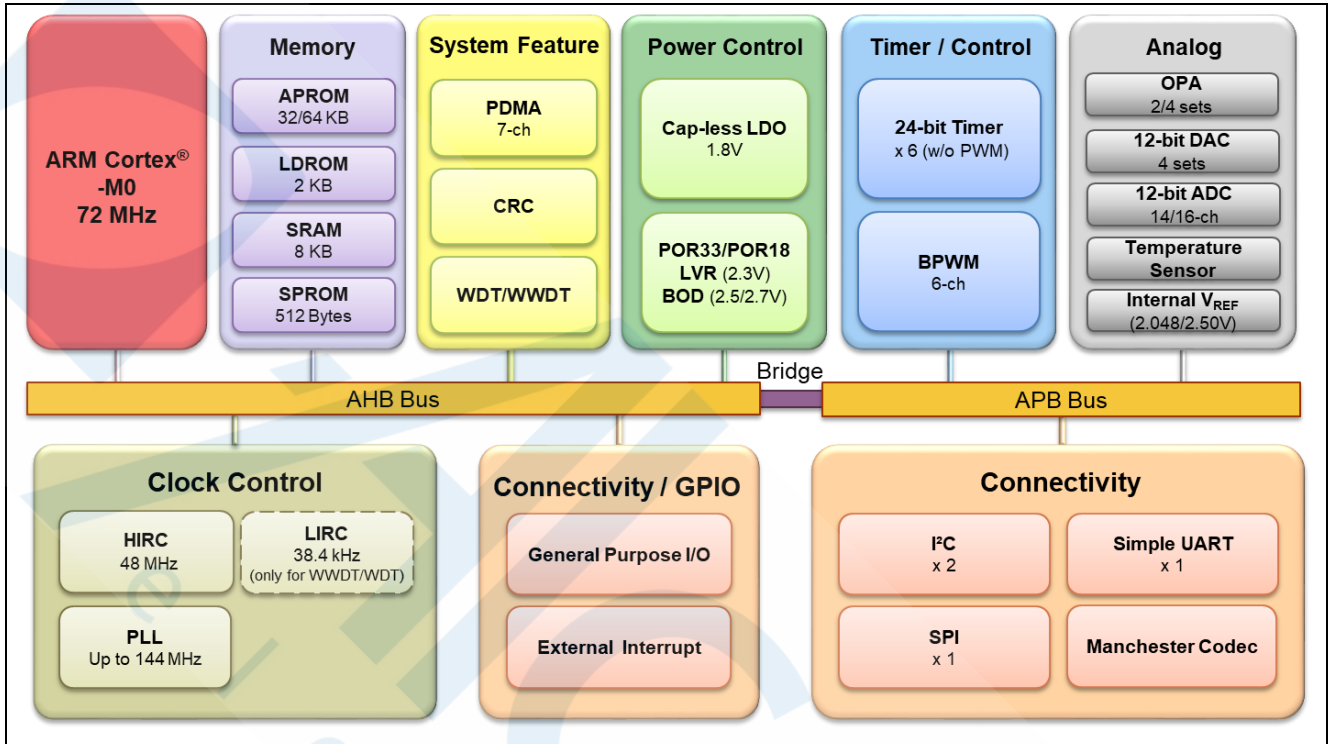 ARM Cortex®
-M0
72 MHz
Memory
APROM
32/64 KB
LDROM
2 KB
SRAM
8 KB
SPROM
512 Bytes
System Feature
PDMA
7-ch
CRC
WDT/WWDT
Power Control
Cap-less LDO
1.8V
POR33/POR18
LVR (2.3V)
BOD (2.5/2.7V)
Timer / Control
24-bit Timer
x 6 (w/o PWM)
BPWM
6-ch
Analog
OPA
2/4 sets
12-bit DAC
4 sets
12-bit ADC
14/16-ch
Temperature
Sensor
Internal VREF
(2.048/2.50V)
AHB Bus
Bridge
APB Bus
Clock Control
HIRC
48 MHz
LIRC
38.4 kHz
(only for WWDT/WDT)
PLL
Up to 144 MHz
Connectivity / GPIO
General Purpose I/O
External Interrupt
Connectivity
I²C
x 2
Simple UART
x 1
SPI
x 1
Manchester Codec